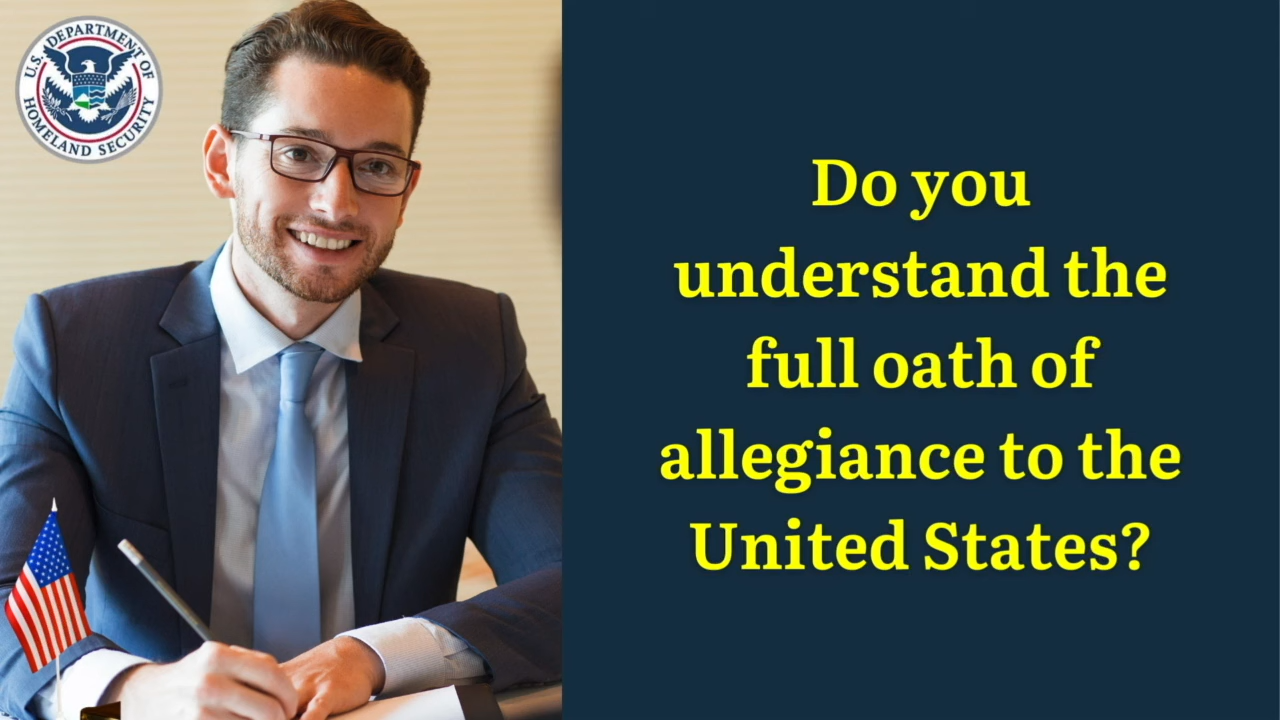 U.S. DEPARTMENT OF
HOMELAND SECURITY
Do you
understand the
full oath of
allegiance to the
United States?